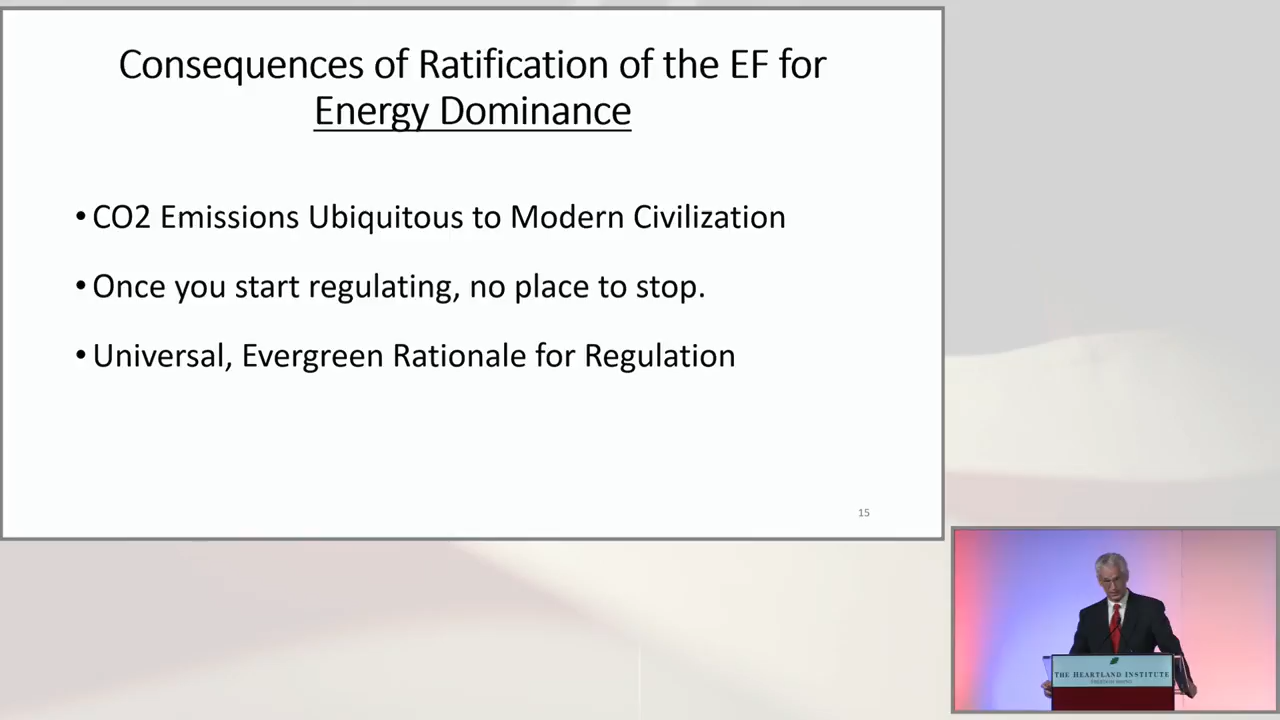 Consequences of Ratification of the EF for
Energy Dominance
•CO2 Emissions Ubiquitous to Modern Civilization
•Once you start regulating, no place to stop.
•Universal, Evergreen Rationale for Regulation
15
THE HEARTLAND INSTITUTE